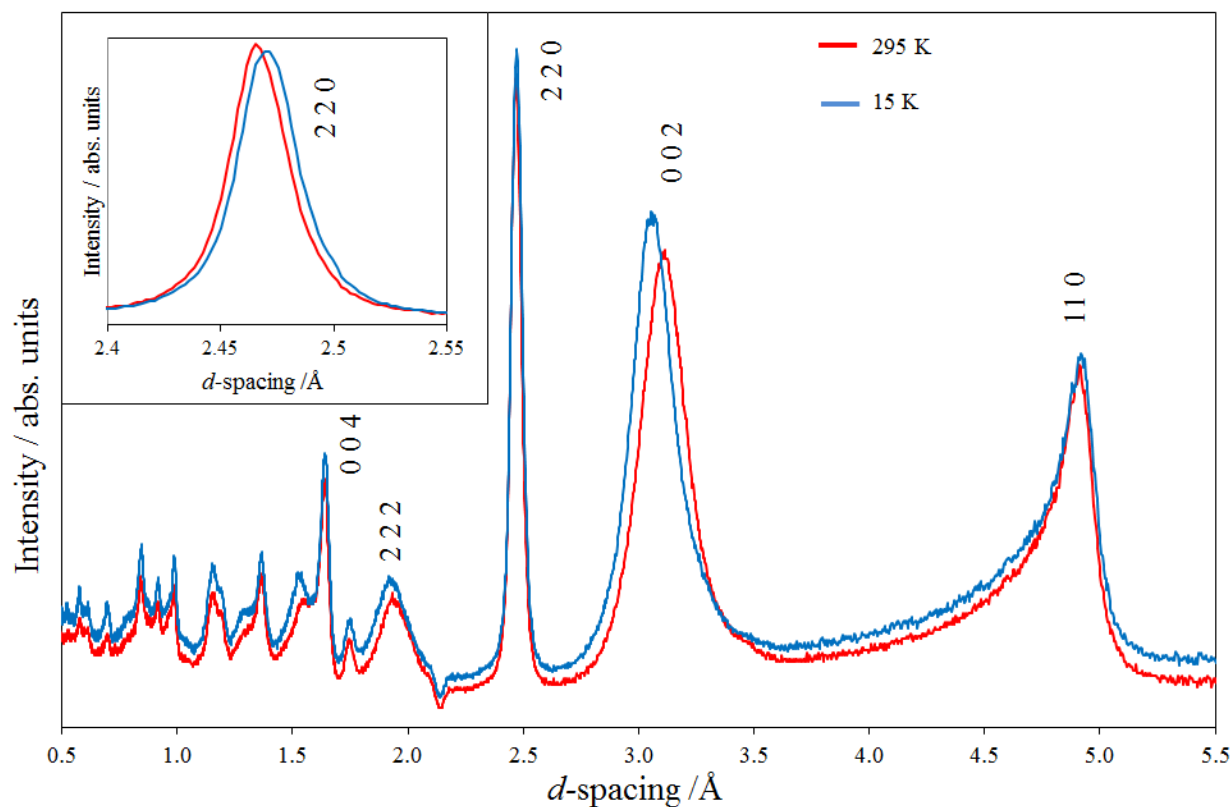 2 2 0
Intensity / abs. units
2.4
2.45
2.5
2.55
d-spacing /Å
295 K
15 K
2 2 0
0 0 2
1 1 0
0 0 4
2 2 2
Intensity / abs. units
0.5
1.0
1.5
2.0
2.5
3.0
3.5
4.0
4.5
5.0
5.5
d-spacing /Å